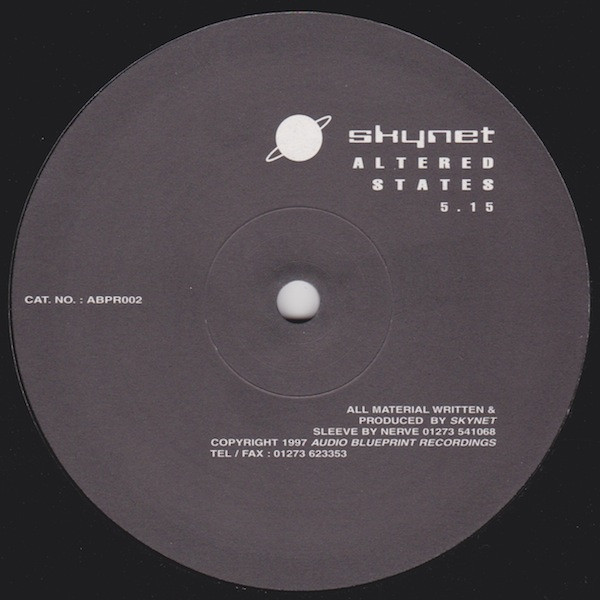 skynet
ALTERED
STATES
5.15
CAT. NO. : ABPR002
ALL MATERIAL WRITTEN &
PRODUCED BY SKYNET
SLEEVE BY NERVE 01273 541068
COPYRIGHT 1997 AUDIO BLUEPRINT RECORDINGS
TEL / FAX : 01273 623353